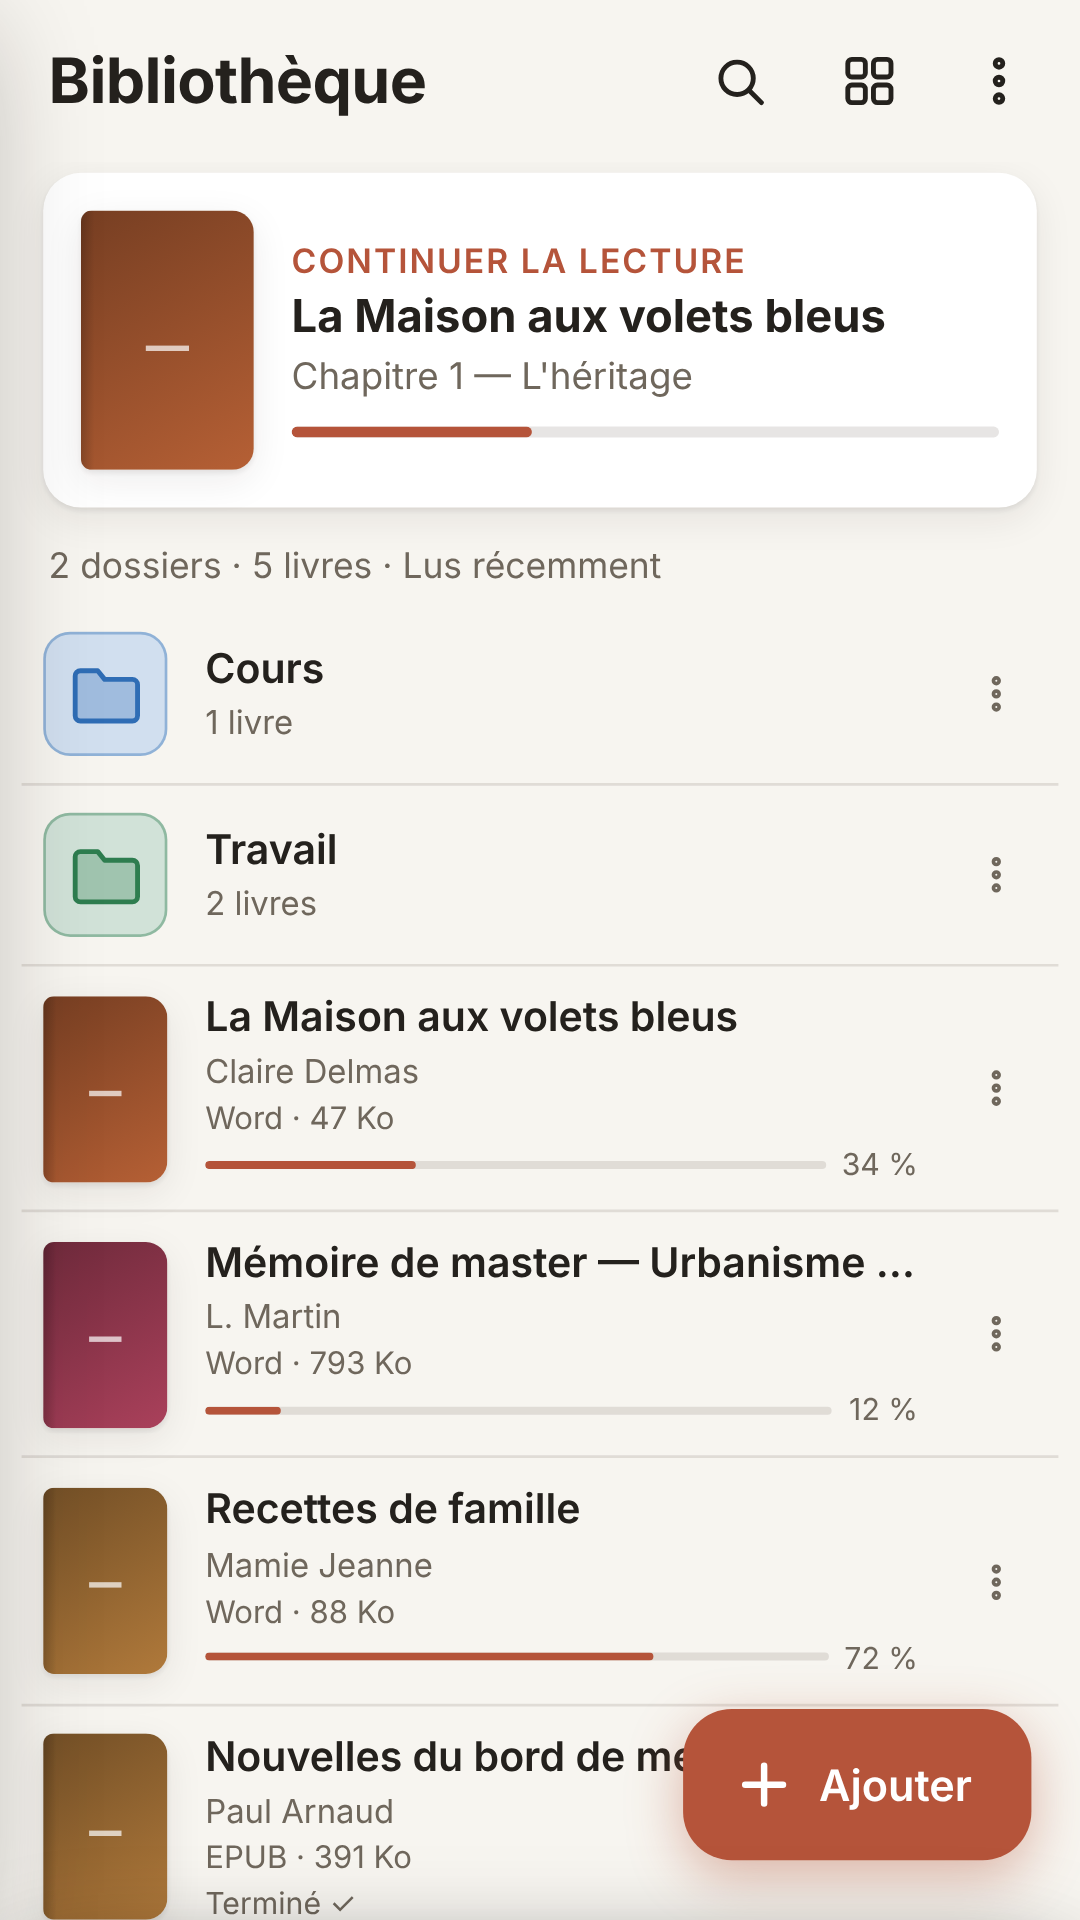 Bibliothèque
CONTINUER LA LECTURE
La Maison aux volets bleus
Chapitre 1 — L'héritage
2 dossiers · 5 livres · Lus récemment
Cours
1 livre
Travail
2 livres
La Maison aux volets bleus
Claire Delmas
Word · 47 Ko
34 %
Mémoire de master — Urbanisme ...
L. Martin
Word · 793 Ko
12 %
Recettes de famille
Mamie Jeanne
Word · 88 Ko
72 %
Nouvelles du bord de
Ajouter
Paul Arnaud
EPUB · 391 Ko
Terminé ✓